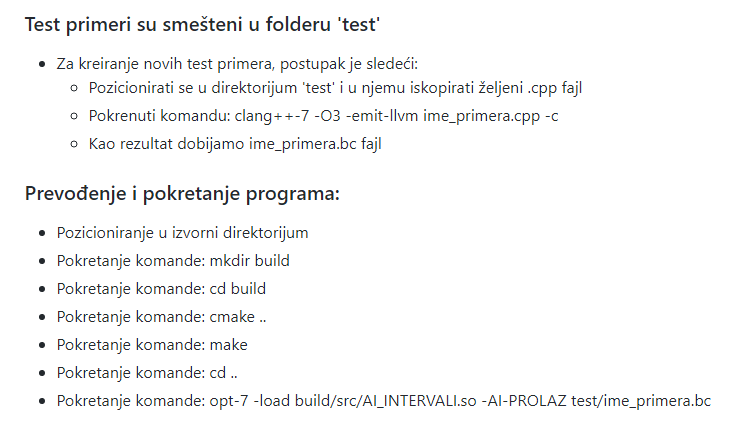 Test primeri su smešteni u folderu 'test'
Za kreiranje novih test primera, postupak je sledeći:
Pozicionirati se u direktorijum 'test' i u njemu iskopirati željeni .cpp fajl
Pokrenuti komandu: clang++-7 -O3 -emit-llvm ime_primera.cpp -c
Kao rezultat dobijamo ime_primera.bc fajl
Prevođenje i pokretanje programa:
Pozicioniranje u izvorni direktorijum
Pokretanje komande: mkdir build
Pokretanje komande: cd build
Pokretanje komande: cmake ..
Pokretanje komande: make
Pokretanje komande: cd ..
Pokretanje komande: opt-7 -load build/src/AI_INTERVALI.so -AI-PROLAZ test/ime_primera.bc